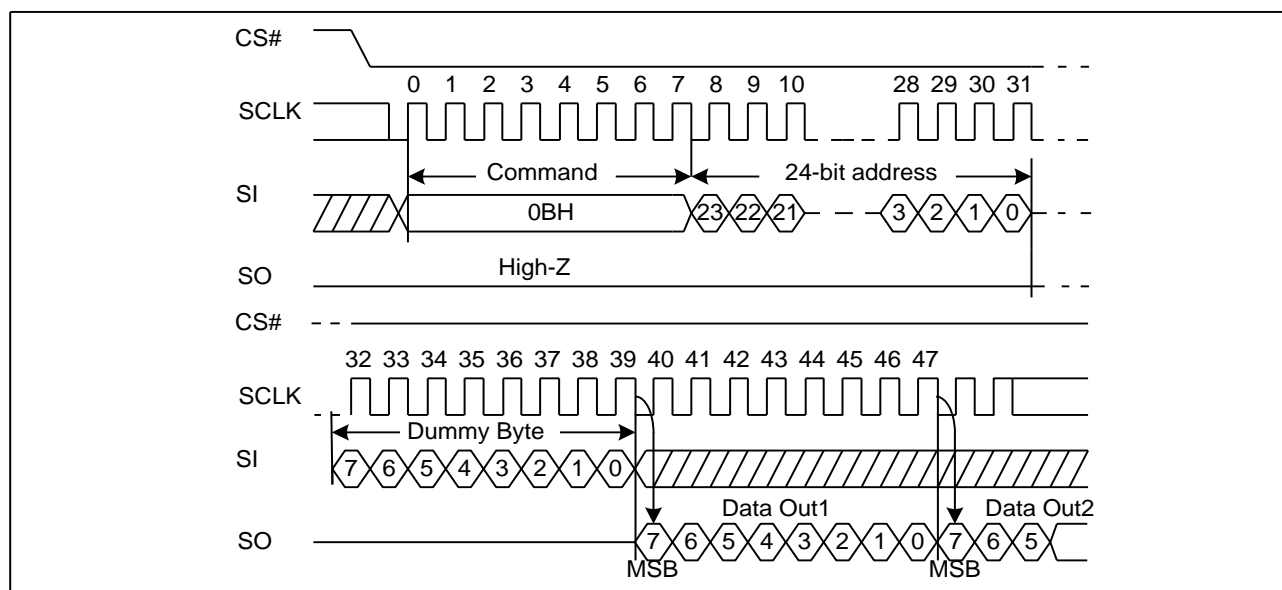 CS#
0 1 2 3 4 5 6 7 8 9 10 28 29 30 31
SCLK
Command 24-bit address
SI
0BH 23 22 21 3 2 1 0
High-Z
SO
CS#
32 33 34 35 36 37 38 39 40 41 42 43 44 45 46 47
SCLK
Dummy Byte
SI
7 6 5 4 3 2 1 0
Data Out1 Data Out2
SO
7 6 5 4 3 2 1 0 7 6 5
MSB MSB